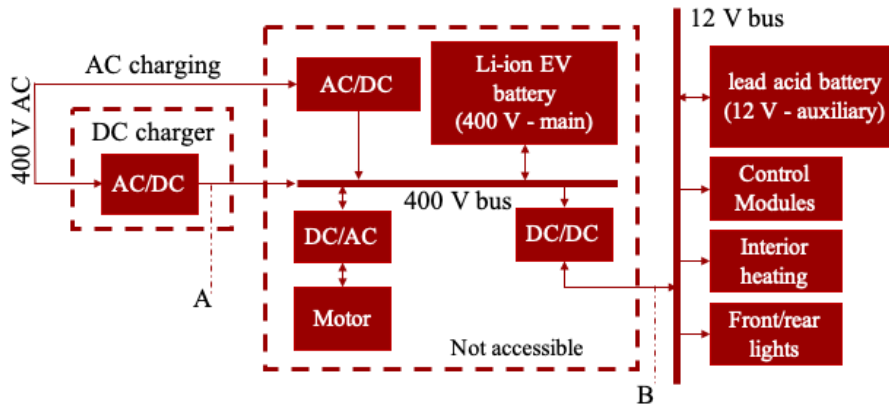 12 V bus
AC charging
400 V AC
DC charger
AC/DC
AC/DC
Li-ion EV
battery
(400 V - main)
lead acid battery
(12 V - auxiliary)
400 V bus
Control
Modules
DC/AC
DC/DC
Interior
heating
A
Motor
Not accessible
Front/rear
lights
B